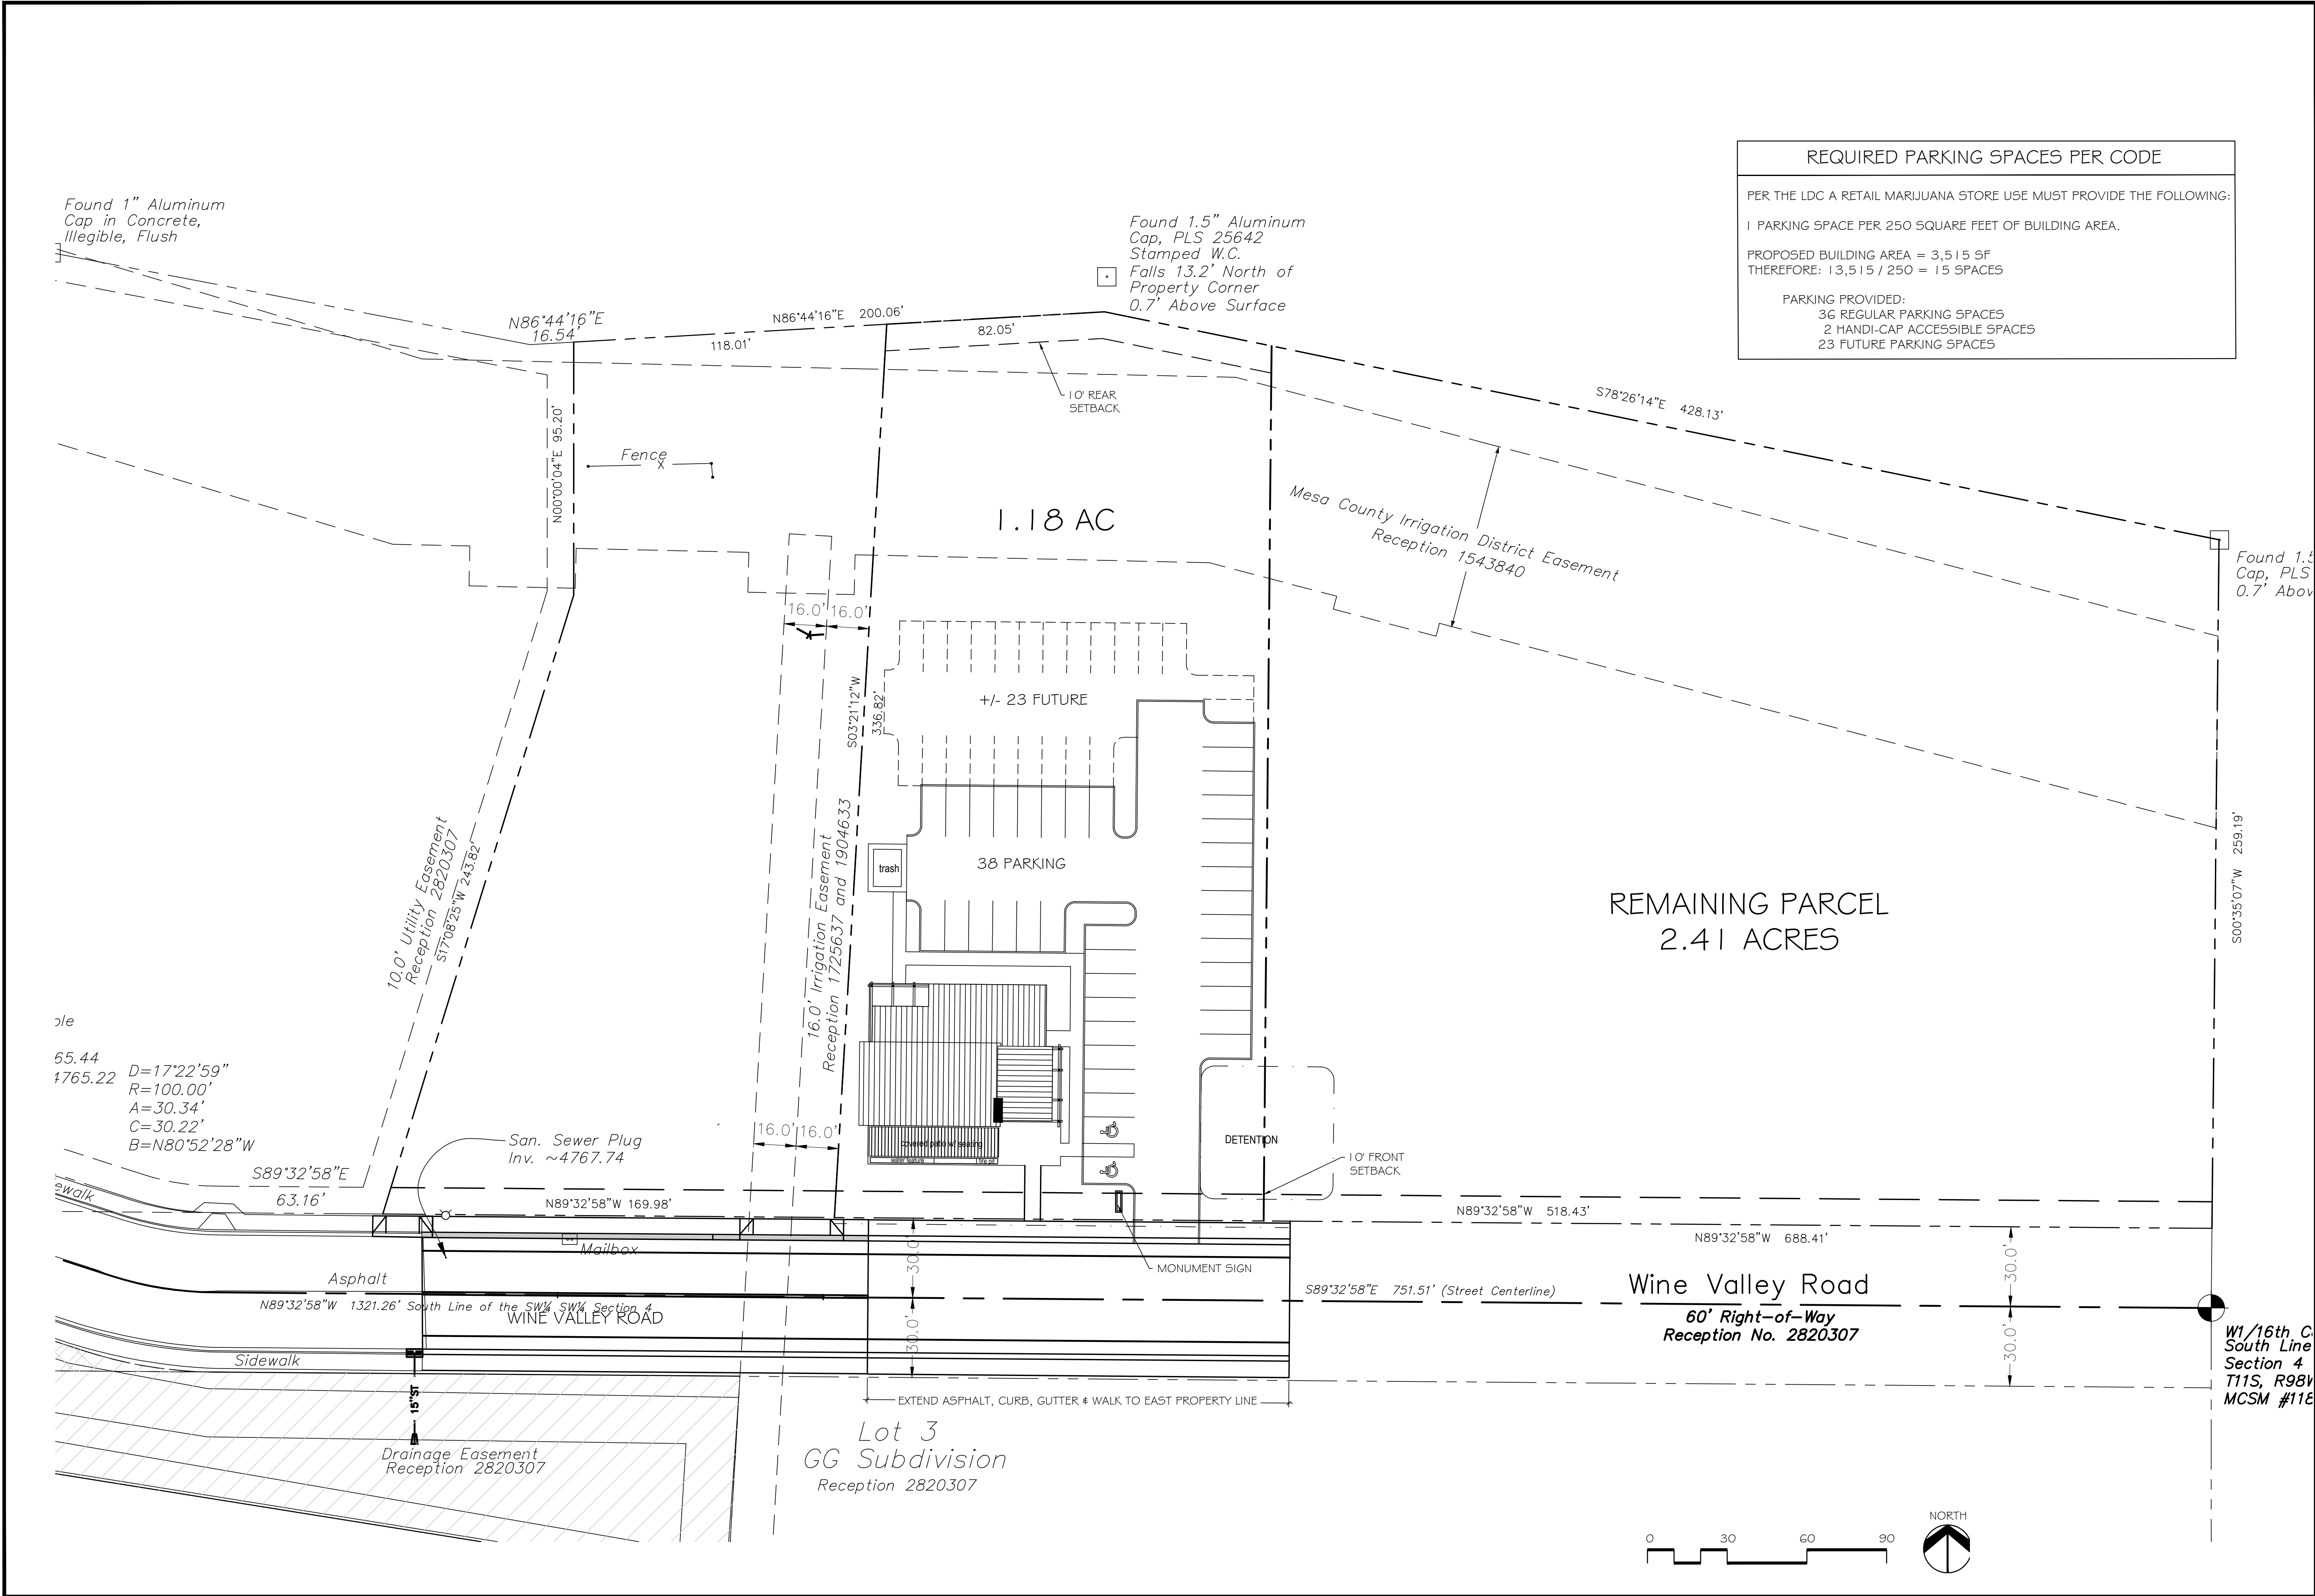 REQUIRED PARKING SPACES PER CODE
PER THE LDC A RETAIL MARIJUANA STORE USE MUST PROVIDE THE FOLLOWING:
1 PARKING SPACE PER 250 SQUARE FEET OF BUILDING AREA.
PROPOSED BUILDING AREA = 3,515 SF
THEREFORE: 13,515 / 250 = 15 SPACES
PARKING PROVIDED:
36 REGULAR PARKING SPACES
2 HANDI-CAP ACCESSIBLE SPACES
23 FUTURE PARKING SPACES
Found 1" Aluminum
Cap in Concrete,
Illegible, Flush
Found 1.5" Aluminum
Cap, PLS 25642
Stamped W.C.
Falls 13.2' North of
Property Corner
0.7' Above Surface
N86°44'16"E
16.54'
N86°44'16"E 200.06'
118.01'
82.05'
10' REAR
SETBACK
S78°26'14"E 428.13'
N00°00'04"E 95.20'
Fence
X
1.18 AC
Mesa County Irrigation District Easement
Reception 1543840
Found 1.5
Cap, PLS
0.7' Abov
16.0' 16.0'
S03°21'12"W
336.82'
+/- 23 FUTURE
38 PARKING
trash
10.0' Utility Easement
Reception 2820307
S17°08'25"W 243.82'
16.0' Irrigation Easement
Reception 1725637 and 1904633
REMAINING PARCEL
2.41 ACRES
S00°35'07"W 259.19'
ole
65.44
4765.22
D=17°22'59"
R=100.00'
A=30.34'
C=30.22'
B=N80°52'28"W
San. Sewer Plug
Inv. ~4767.74
16.0' 16.0'
covered patio w/ seating
water feature
fire pit
DETENTION
10' FRONT
SETBACK
S89°32'58"E
63.16'
ewalk
N89°32'58"W 169.98'
N89°32'58"W 518.43'
N89°32'58"W 688.41'
Mailbox
MONUMENT SIGN
Asphalt
30.0'
30.0'
S89°32'58"E 751.51' (Street Centerline)
Wine Valley Road
60' Right-of-Way
Reception No. 2820307
N89°32'58"W 1321.26' South Line of the SW¼ SW¼ Section 4
WINE VALLEY ROAD
30.0'
30.0'
W1/16th C
South Line
Section 4
T11S, R98W
MCSM #118
Sidewalk
15"ST
EXTEND ASPHALT, CURB, GUTTER & WALK TO EAST PROPERTY LINE
Lot 3
GG Subdivision
Reception 2820307
Drainage Easement
Reception 2820307
0 30 60 90
NORTH